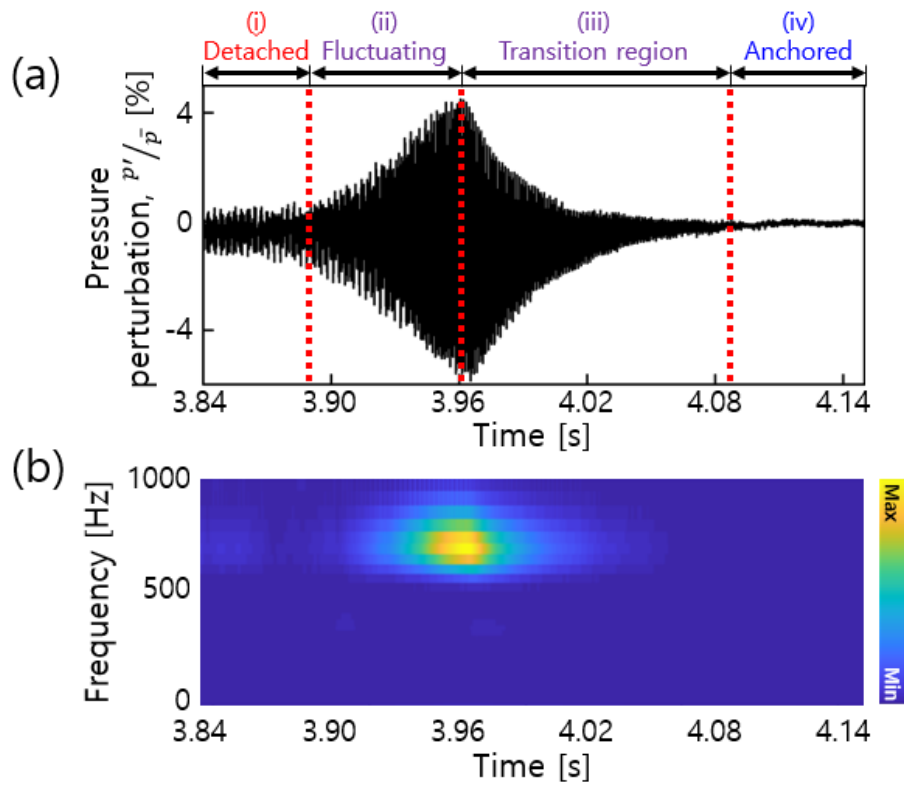 (i)
Detached
(ii)
Fluctuating
(iii)
Transition region
(iv)
Anchored
(a)
Pressure
perturbation, p'/p̄ [%]
4
0
-4
3.84
3.90
3.96
4.02
4.08
4.14
Time [s]
(b)
Frequency [Hz]
1000
500
0
3.84
3.90
3.96
4.02
4.08
4.14
Time [s]
Max
Min